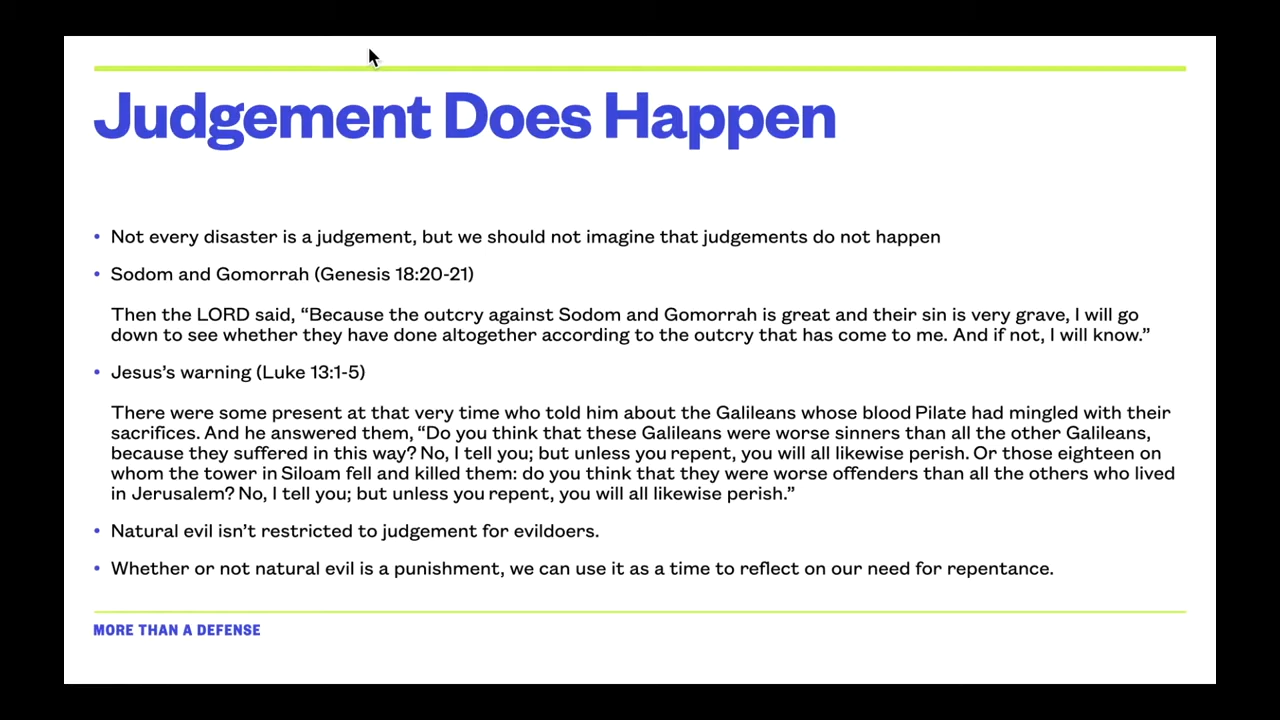 Judgement Does Happen
• Not every disaster is a judgement, but we should not imagine that judgements do not happen
• Sodom and Gomorrah (Genesis 18:20-21)
Then the LORD said, “Because the outcry against Sodom and Gomorrah is great and their sin is very grave, I will go
down to see whether they have done altogether according to the outcry that has come to me. And if not, I will know.”
• Jesus’s warning (Luke 13:1-5)
There were some present at that very time who told him about the Galileans whose blood Pilate had mingled with their
sacrifices. And he answered them, “Do you think that these Galileans were worse sinners than all the other Galileans,
because they suffered in this way? No, I tell you; but unless you repent, you will all likewise perish. Or those eighteen on
whom the tower in Siloam fell and killed them: do you think that they were worse offenders than all the others who lived
in Jerusalem? No, I tell you; but unless you repent, you will all likewise perish.”
• Natural evil isn’t restricted to judgement for evildoers.
• Whether or not natural evil is a punishment, we can use it as a time to reflect on our need for repentance.
MORE THAN A DEFENSE